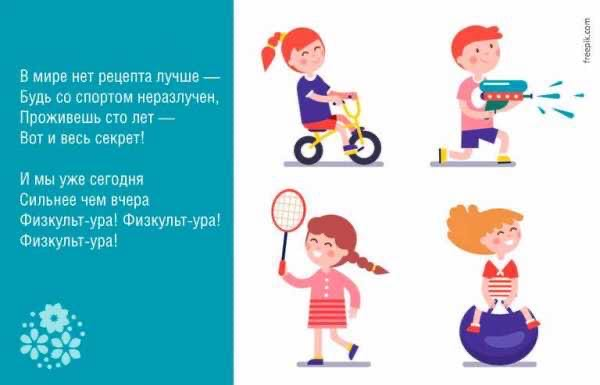 В мире нет рецепта лучше —
Будь со спортом неразлучен,
Проживешь сто лет —
Вот и весь секрет!
И мы уже сегодня
Сильнее чем вчера
Физкульт-ура! Физкульт-ура!
Физкульт-ура!
freepik.com